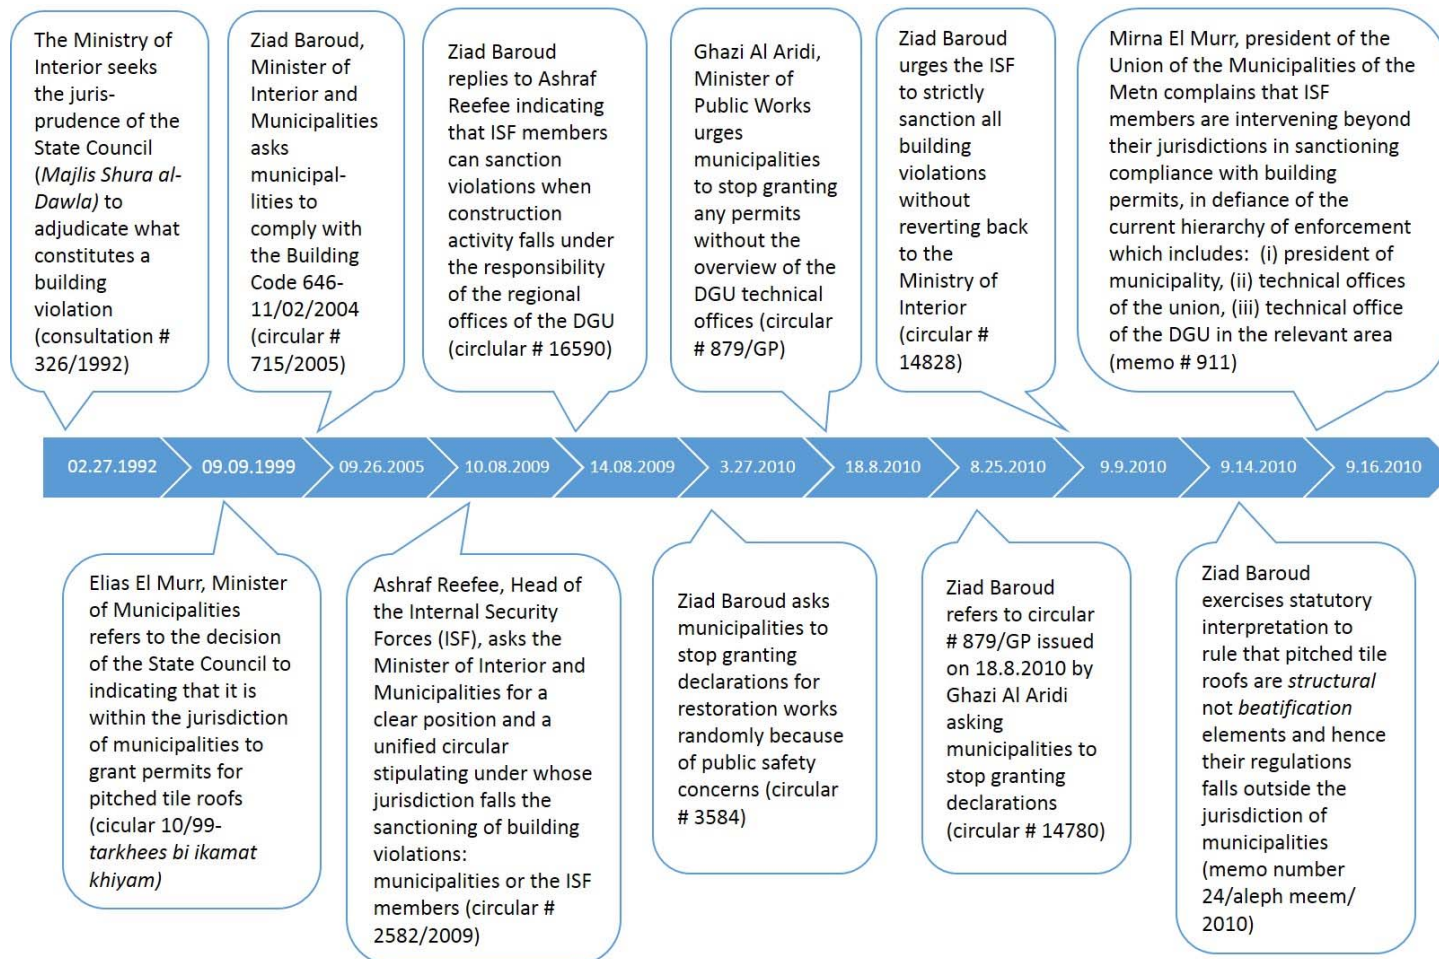 The Ministry of
Interior seeks
the juris-
prudence of the
State Council
(Majlis Shura al-
Dawla) to
adjudicate what
constitutes a
building
violation
(consultation #
326/1992)
Ziad Baroud,
Minister of
Interior and
Municipalities
asks
municipal-
lities to
comply with
the Building
Code 646-
11/02/2004
(circular #
715/2005)
Ziad Baroud
replies to Ashraf
Reefee indicating
that ISF members
can sanction
violations when
construction
activity falls under
the responsibility
of the regional
offices of the DGU
(circlular # 16590)
Ghazi Al Aridi,
Minister of
Public Works
urges
municipalities
to stop granting
any permits
without the
overview of the
DGU technical
offices (circular
# 879/GP)
Ziad Baroud
urges the ISF
to strictly
sanction all
building
violations
without
reverting back
to the
Ministry of
Interior
(circular #
14828)
Mirna El Murr, president of the
Union of the Municipalities of the
Metn complains that ISF
members are intervening beyond
their jurisdictions in sanctioning
compliance with building
permits, in defiance of the
current hierarchy of enforcement
which includes: (i) president of
municipality, (ii) technical offices
of the union, (iii) technical office
of the DGU in the relevant area
(memo # 911)
02.27.1992
09.09.1999
09.26.2005
10.08.2009
14.08.2009
3.27.2010
18.8.2010
8.25.2010
9.9.2010
9.14.2010
9.16.2010
Elias El Murr, Minister
of Municipalities
refers to the decision
of the State Council to
indicating that it is
within the jurisdiction
of municipalities to
grant permits for
pitched tile roofs
(cicular 10/99-
tarkhees bi ikamat
khiyam)
Ashraf Reefee, Head of
the Internal Security
Forces (ISF), asks the
Minister of Interior and
Municipalities for a
clear position and a
unified circular
stipulating under whose
jurisdiction falls the
sanctioning of building
violations:
municipalities or the ISF
members (circular #
2582/2009)
Ziad Baroud asks
municipalities to
stop granting
declarations for
restoration works
randomly because
of public safety
concerns (circular
# 3584)
Ziad Baroud
refers to circular
# 879/GP issued
on 18.8.2010 by
Ghazi Al Aridi
asking
municipalities to
stop granting
declarations
(circular # 14780)
Ziad Baroud
exercises statutory
interpretation to
rule that pitched tile
roofs are structural
not beatification
elements and hence
their regulations
falls outside the
jurisdiction of
municipalities
(memo number
24/aleph meem/
2010)